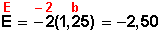 E -2 b
E = -2(1,25) = -2,50